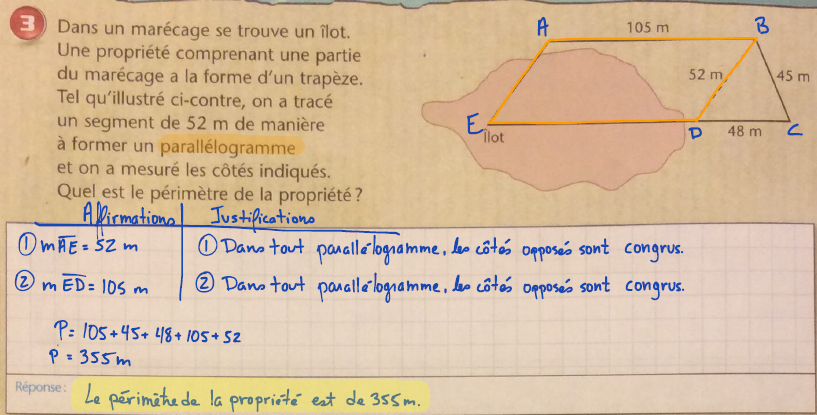 3
Dans un marécage se trouve un îlot.
Une propriété comprenant une partie
du marécage a la forme d'un trapèze.
Tel qu'illustré ci-contre, on a tracé
un segment de 52 m de manière
à former un parallélogramme
et on a mesuré les côtés indiqués.
Quel est le périmètre de la propriété ?
A 105 m B
52 m 45 m
E D C
îlot 48 m
Affirmations Justifications
① m AE = 52 m ① Dans tout parallélogramme, les côtés opposés sont congrus.
② m ED = 105 m ② Dans tout parallélogramme, les côtés opposés sont congrus.
P = 105 + 45 + 48 + 105 + 52
P = 355 m
Réponse : Le périmètre de la propriété est de 355 m.